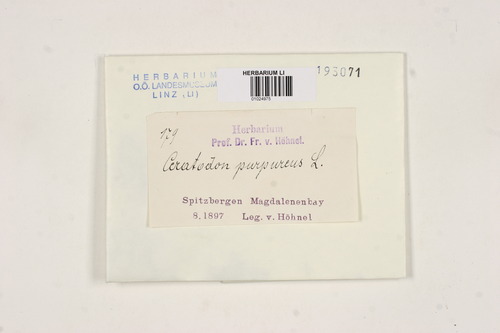 HERBARIUM
O.Ö. LANDESMUSEUM
LINZ (LI)
HERBARIUM LI
01024975
195071
179
Herbarium
Prof. Dr. Fr. v. Höhnel.
Ceratodon purpureus L.
Spitzbergen Magdalenenbay
8. 1897 Leg. v. Höhnel